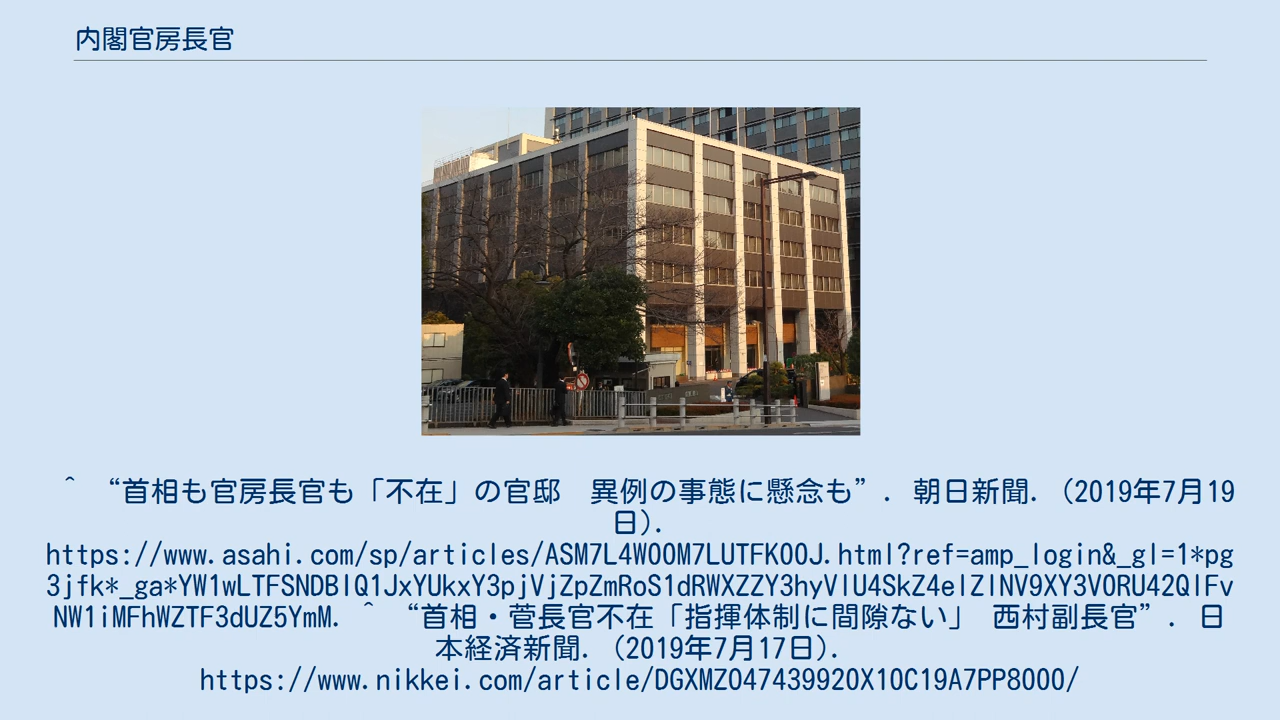 内閣官房長官
^ “首相も官房長官も「不在」の官邸　異例の事態に懸念も”. 朝日新聞. (2019年7月19
日).
https://www.asahi.com/sp/articles/ASM7L4W00M7LUTFK00J.html?ref=amp_login&_gl=1*pg
3jfk*_ga*YW1wLTFSNDBlQ1JxYUkxY3pjVjZpZmRoS1dRWXZZY3hyVlU4SkZ4elZlNV9XY3V0RU42QlFv
NW1iMFhWZTF3dUZ5YmM. ^ “首相・菅長官不在「指揮体制に間隙ない」 西村副長官”. 日
本経済新聞. (2019年7月17日).
https://www.nikkei.com/article/DGXMZO47439920X10C19A7PP8000/